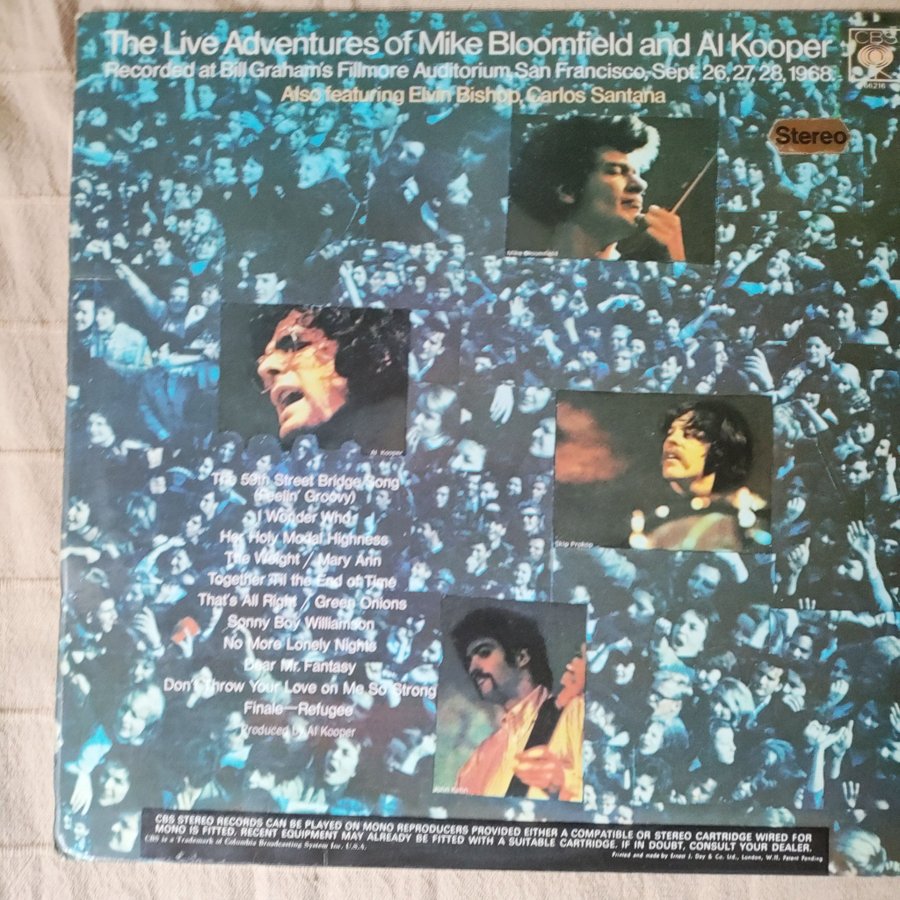 The Live Adventures of Mike Bloomfield and Al Kooper
Recorded at Bill Graham's Fillmore Auditorium, San Francisco, Sept. 26, 27, 28, 1968.
Also featuring Elvin Bishop, Carlos Santana
CBS
66216
Stereo
Mike Bloomfield
Al Kooper
Skip Prokop
The 59th Street Bridge Song
(Feelin' Groovy)
I Wonder Who
Her Holy Modal Highness
The Weight / Mary Ann
Together 'Til the End of Time
That's All Right / Green Onions
Sonny Boy Williamson
No More Lonely Nights
Dear Mr. Fantasy
Don't Throw Your Love on Me So Strong
Finale—Refugee
Produced by Al Kooper
John Kahn
CBS STEREO RECORDS CAN BE PLAYED ON MONO REPRODUCERS PROVIDED EITHER A COMPATIBLE OR STEREO CARTRIDGE WIRED FOR
MONO IS FITTED. RECENT EQUIPMENT MAY ALREADY BE FITTED WITH A SUITABLE CARTRIDGE. IF IN DOUBT, CONSULT YOUR DEALER.
CBS is a Trademark of Columbia Broadcasting System Inc. U.S.A.
Printed and made by Ernest J. Day & Co. Ltd., London, W.11. Patent Pending